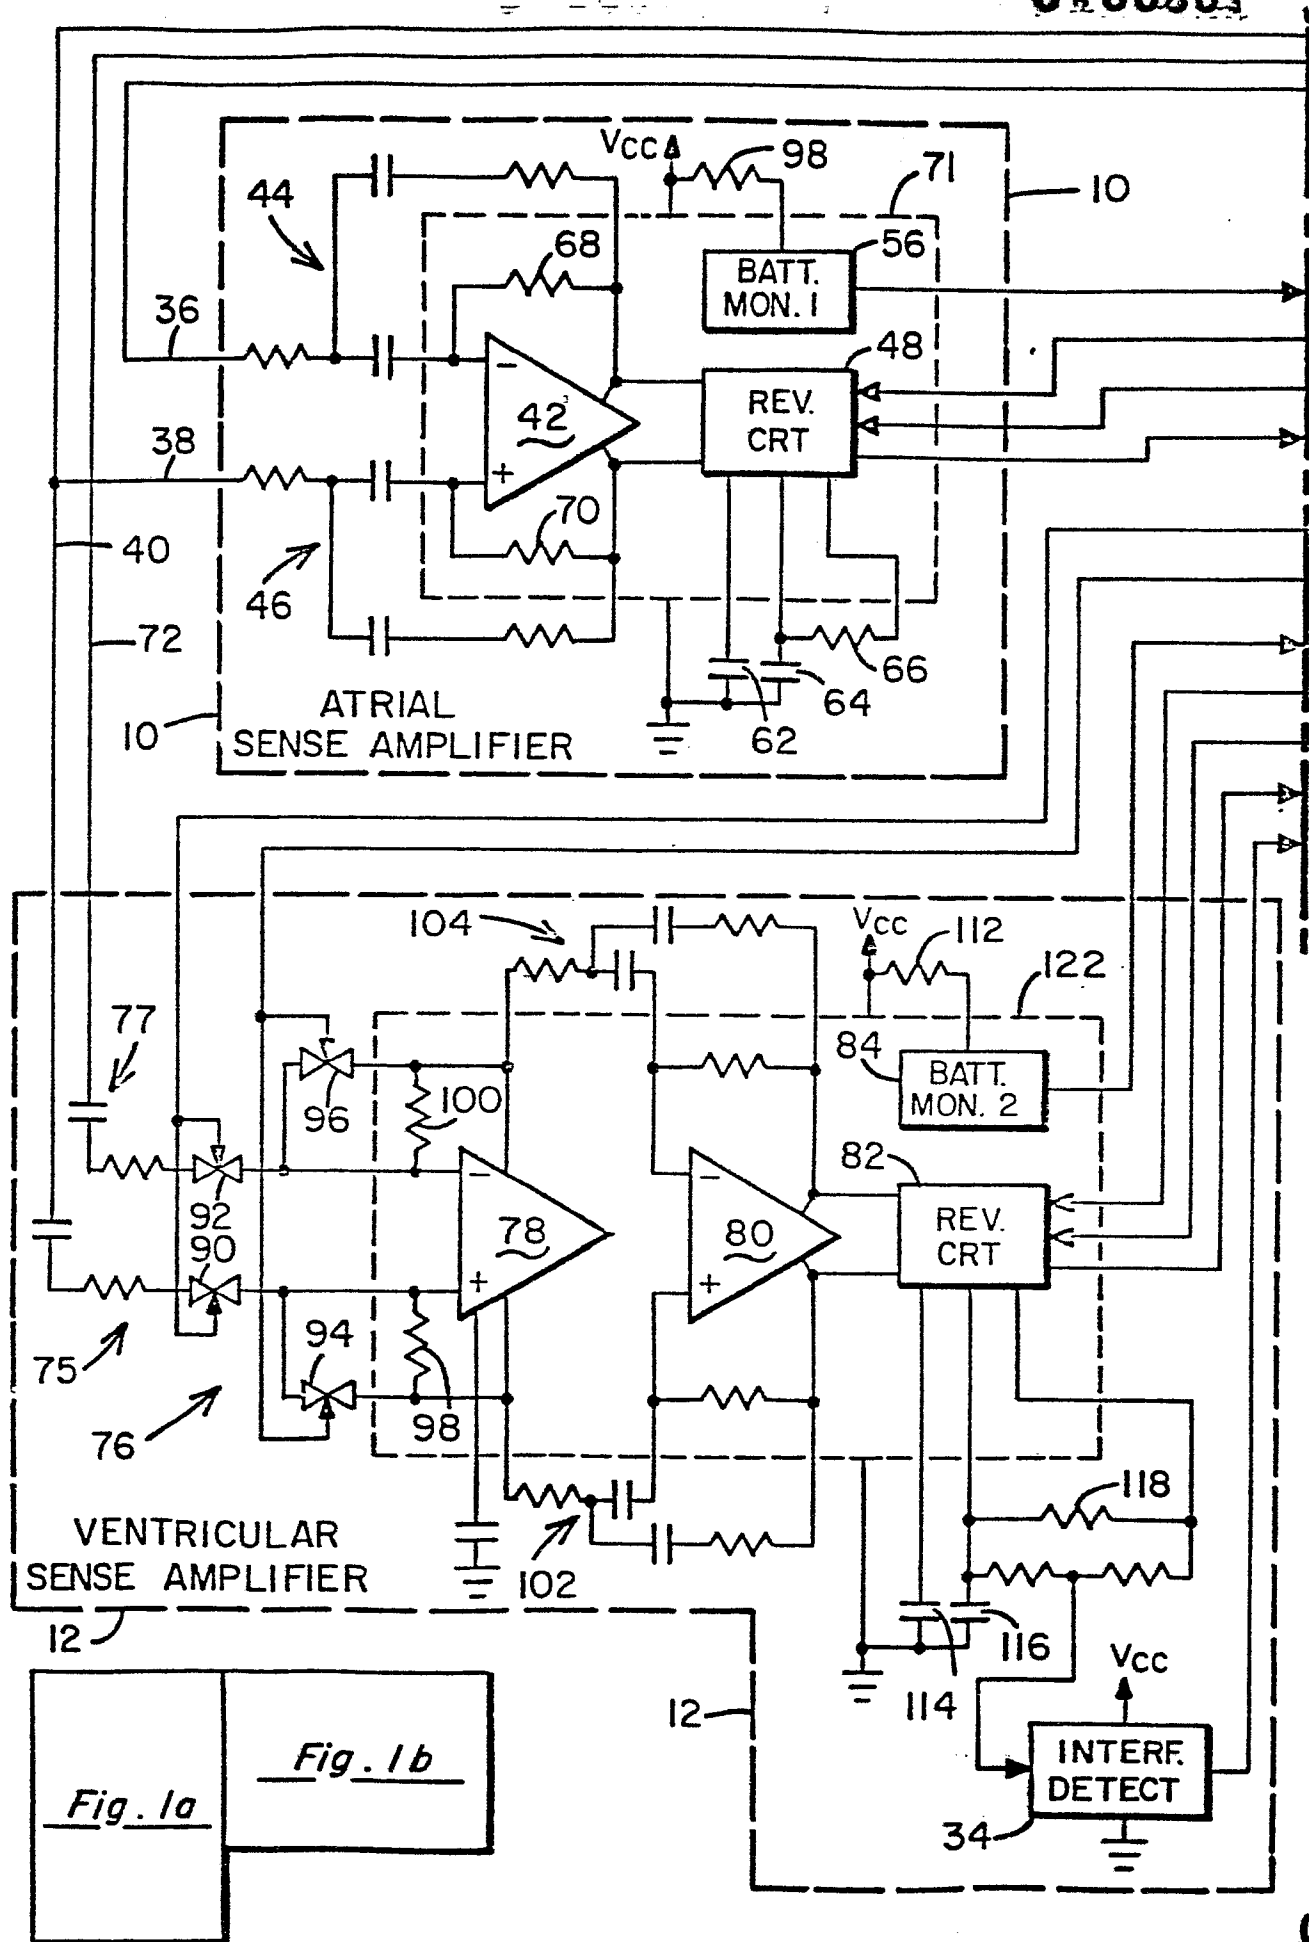 VCC
98
71
44
10
68
56
BATT.
MON. 1
36
48
REV.
CRT
42
38
70
40
46
72
66
64
62
ATRIAL
SENSE AMPLIFIER
10
104
VCC
112
122
77
84
BATT.
MON. 2
100
96
82
92
90
78
80
REV.
CRT
94
75
98
76
118
VENTRICULAR
SENSE AMPLIFIER
102
12
116
114
VCC
12
Fig. 1b
INTERF.
DETECT
Fig. 1a
34